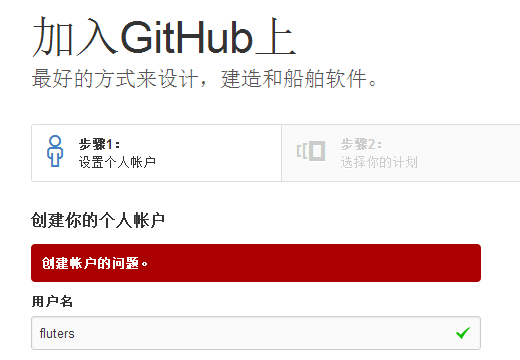 加入GitHub上
最好的方式来设计，建造和船舶软件。
步骤1：
设置个人帐户
步骤2：
选择你的计划
创建你的个人帐户
创建帐户的问题。
用户名
fluters